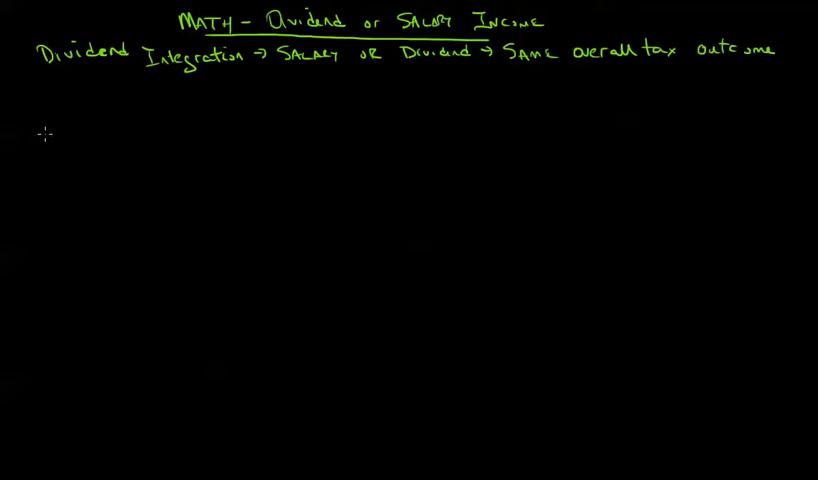 MATH - Dividend or SALARY INCOME
Dividend Integration → SALARY OR Dividend → SAME overall tax outcome